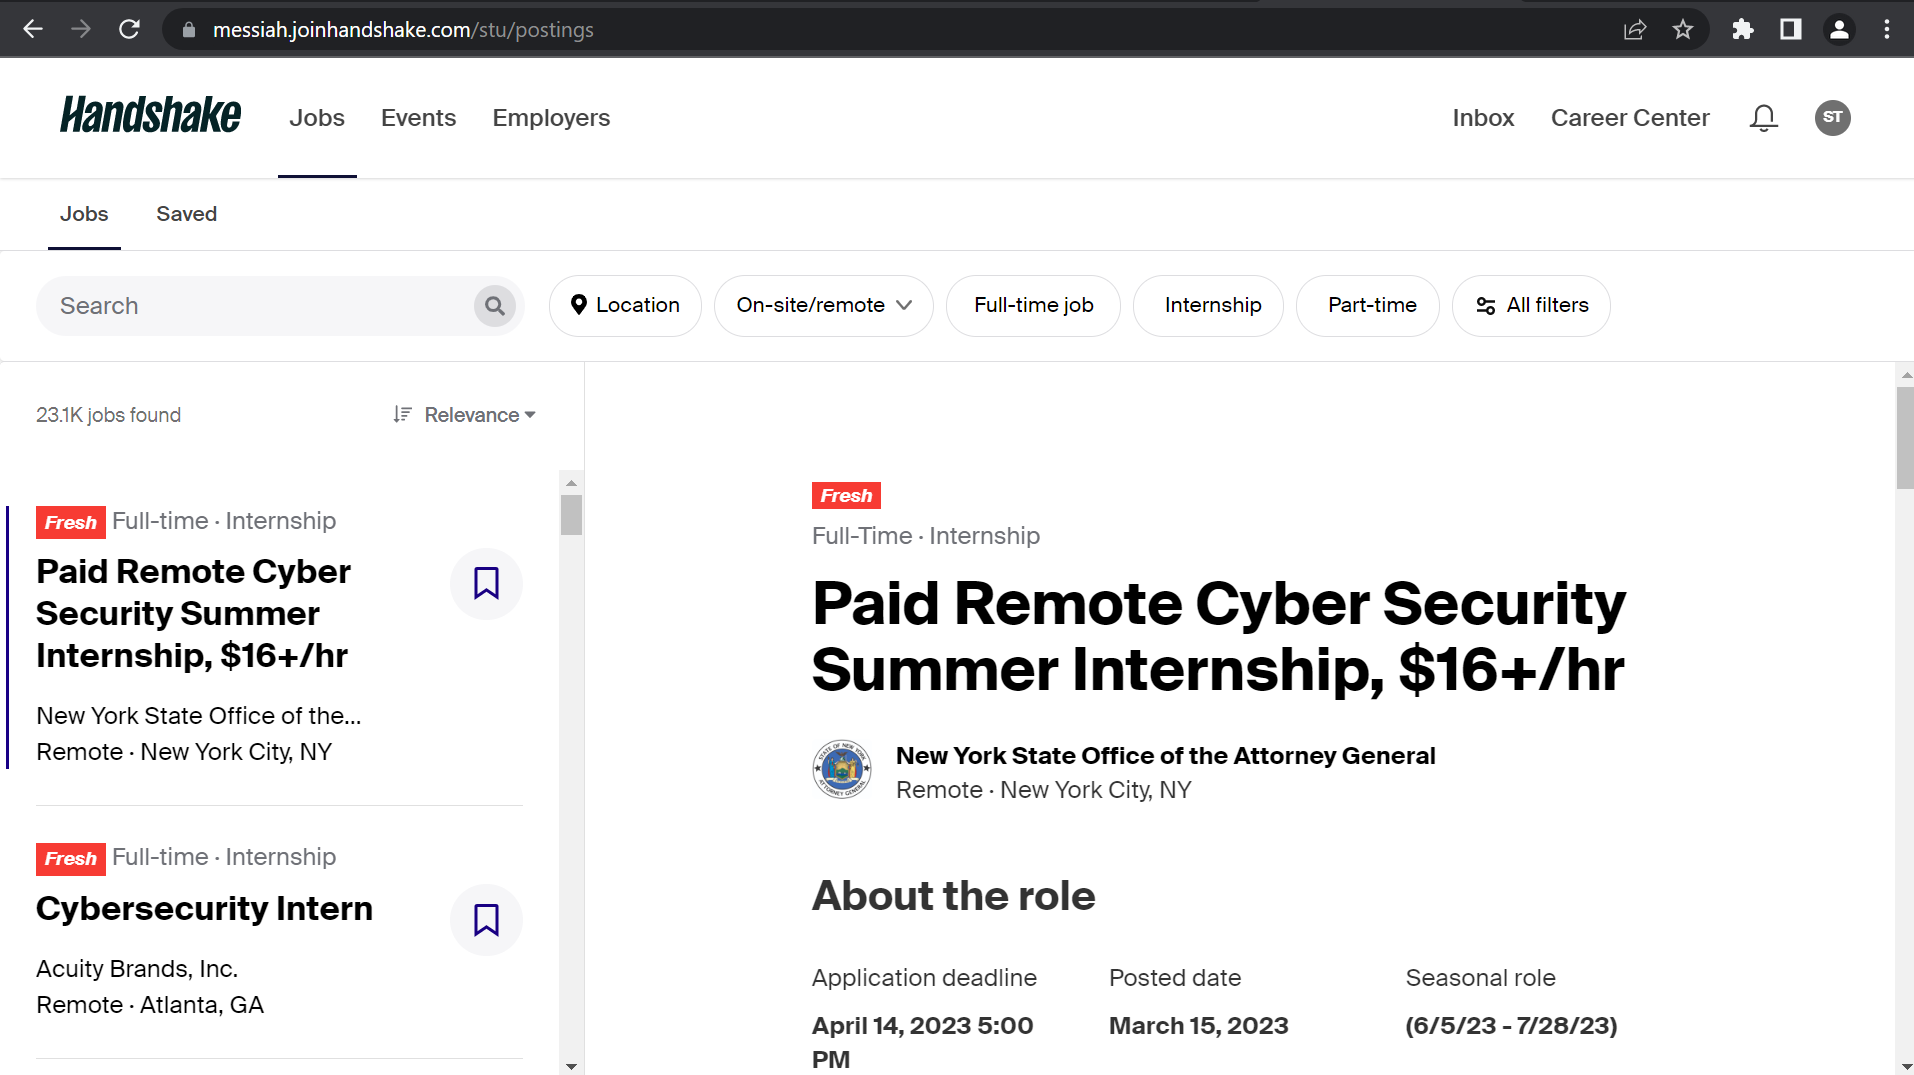 messiah.joinhandshake.com/stu/postings
Handshake
Jobs
Events
Employers
Inbox
Career Center
ST
Jobs
Saved
Search
Location
On-site/remote
Full-time job
Internship
Part-time
All filters
23.1K jobs found
Relevance
Fresh Full-time · Internship
Paid Remote Cyber
Security Summer
Internship, $16+/hr
New York State Office of the...
Remote · New York City, NY
Fresh Full-time · Internship
Cybersecurity Intern
Acuity Brands, Inc.
Remote · Atlanta, GA
Fresh
Full-Time · Internship
Paid Remote Cyber Security
Summer Internship, $16+/hr
STATE OF NEW YORK
ATTORNEY GENERAL
New York State Office of the Attorney General
Remote · New York City, NY
About the role
Application deadline
April 14, 2023 5:00
PM
Posted date
March 15, 2023
Seasonal role
(6/5/23 - 7/28/23)